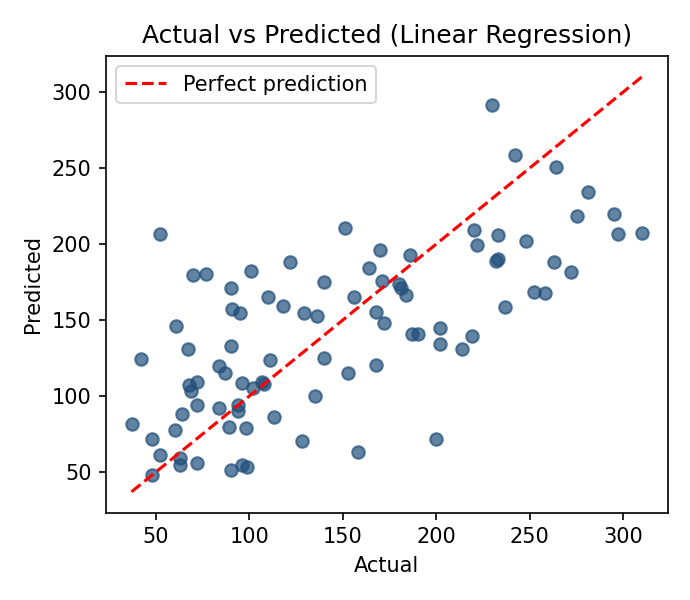 Actual vs Predicted (Linear Regression)
Perfect prediction
300
250
200
150
100
50
Predicted
50 100 150 200 250 300
Actual